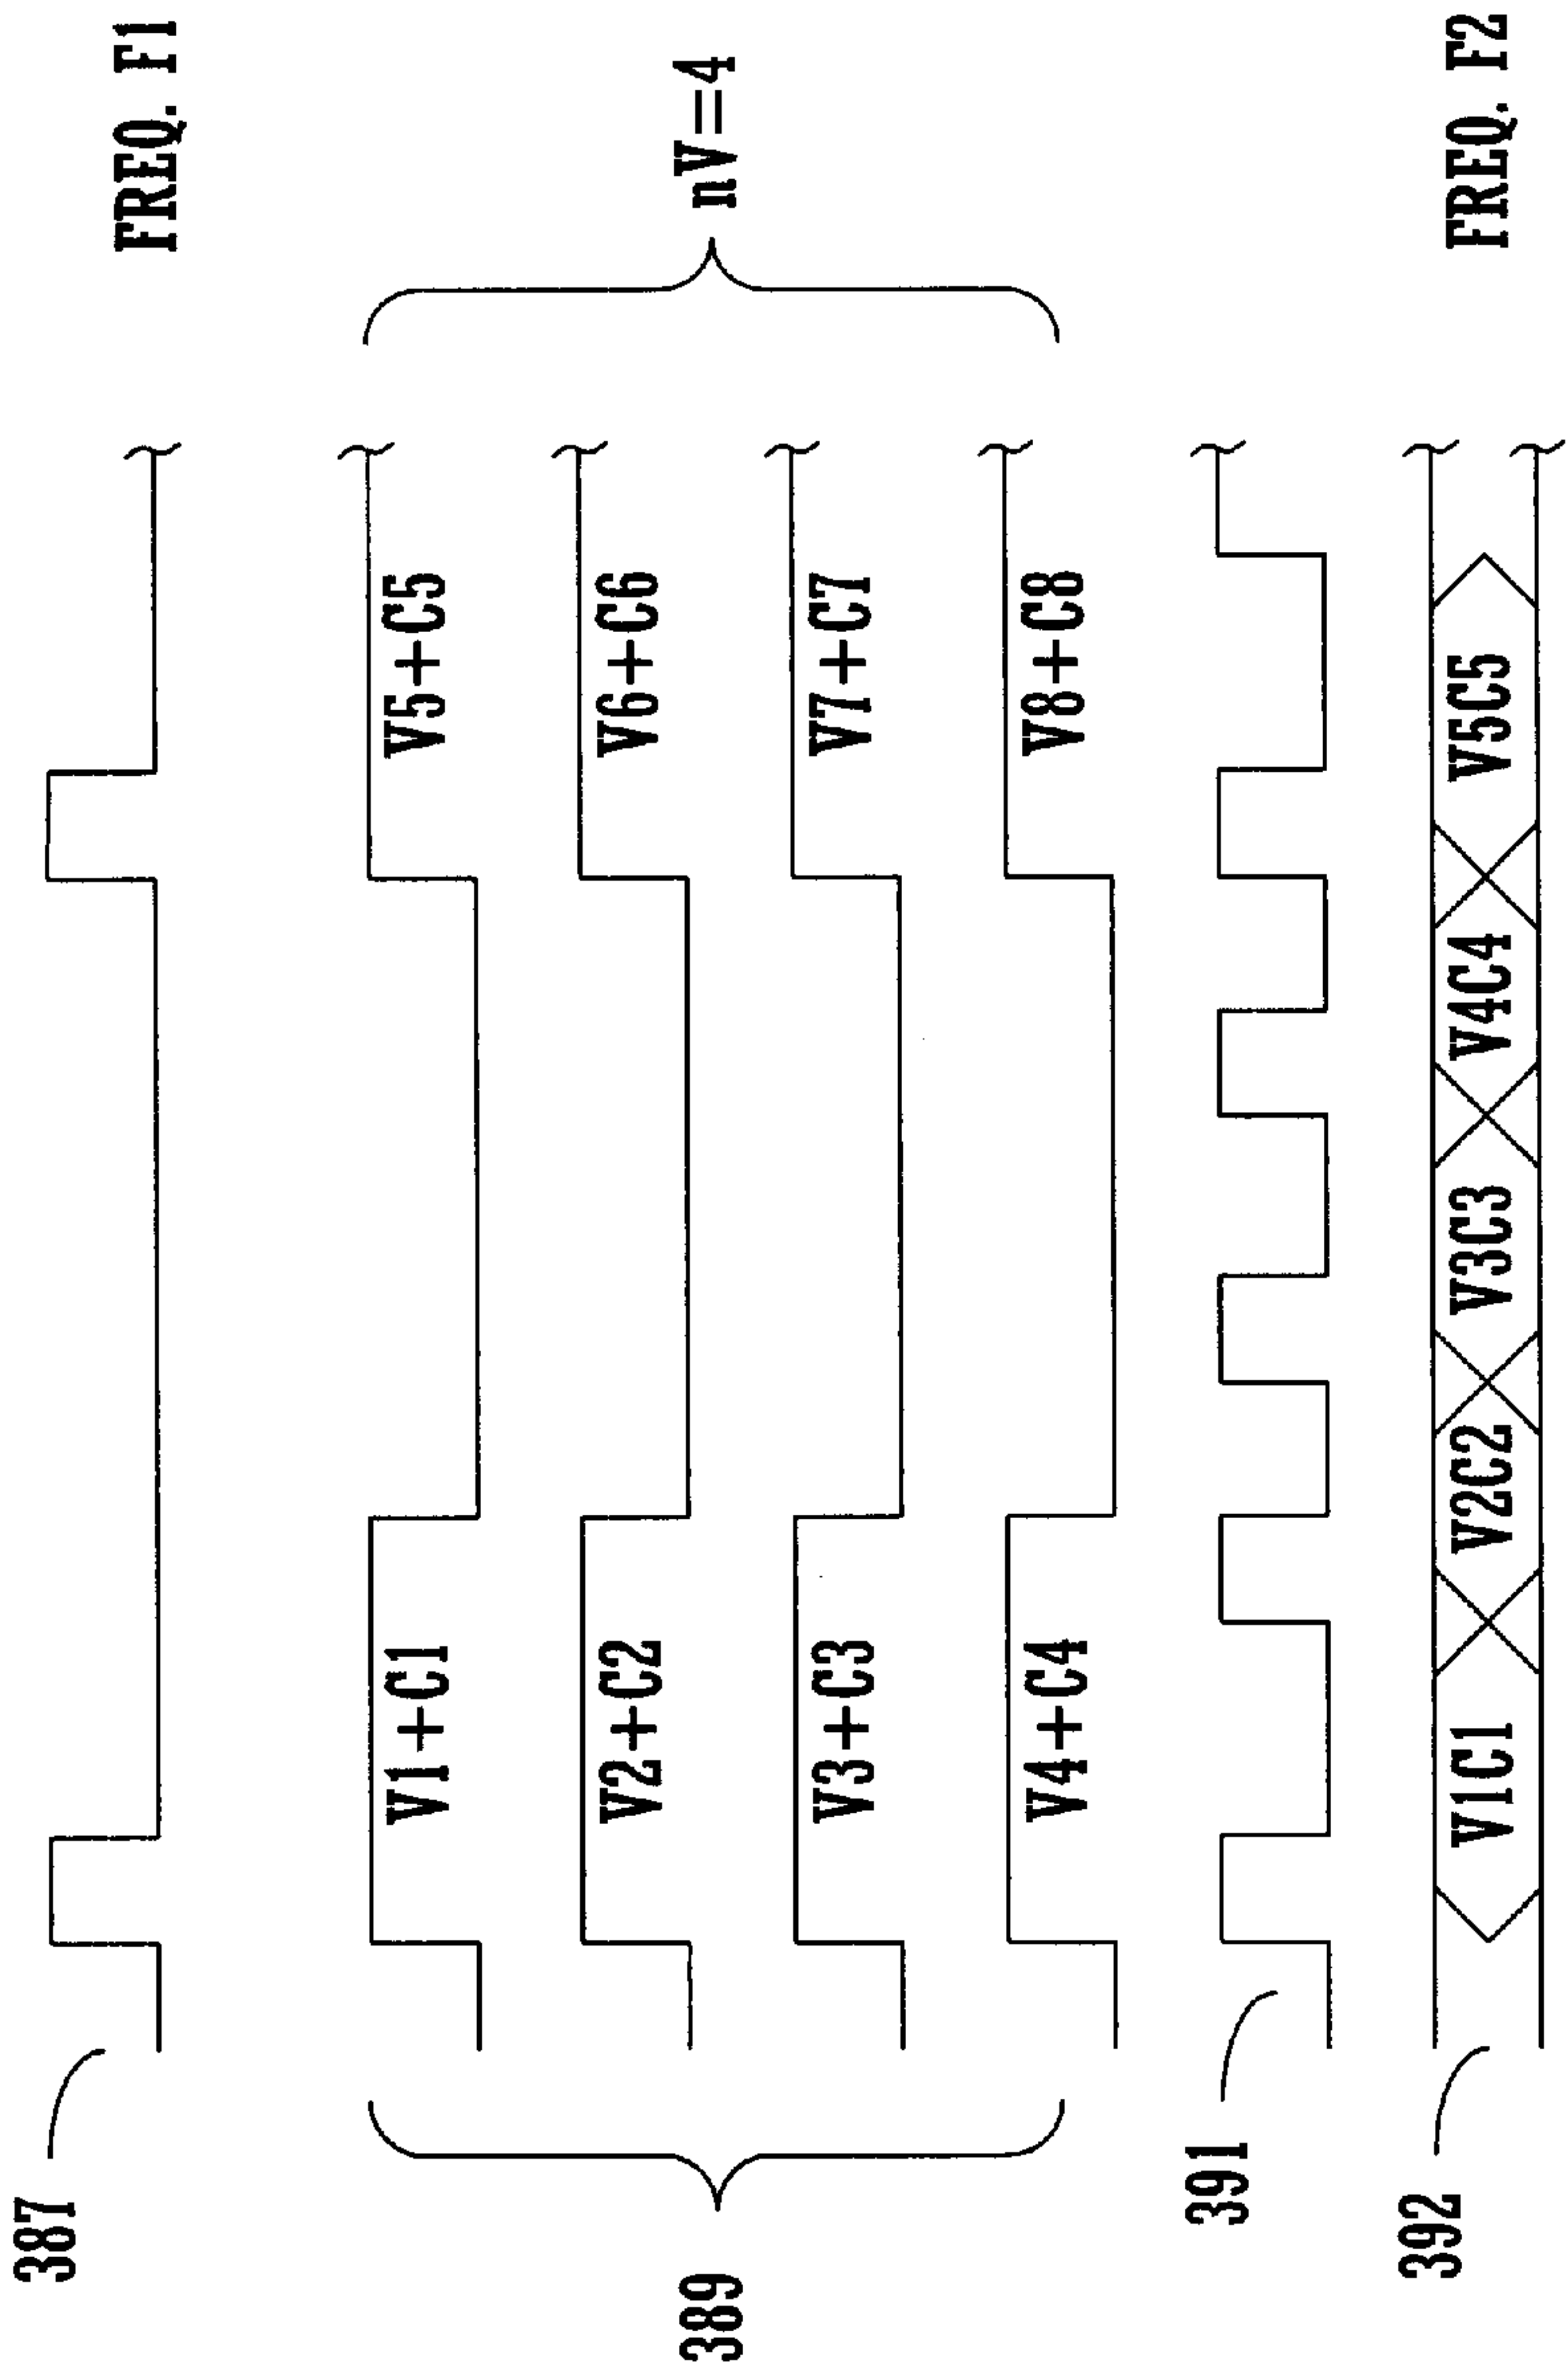 387
FREQ. F1
V1+C1
V5+C5
V2+C2
V6+C6
389
nV=4
V3+C3
V7+C7
V4+C4
V8+C8
391
392
V1C1
V2C2
V3C3
V4C4
V5C5
FREQ. F2